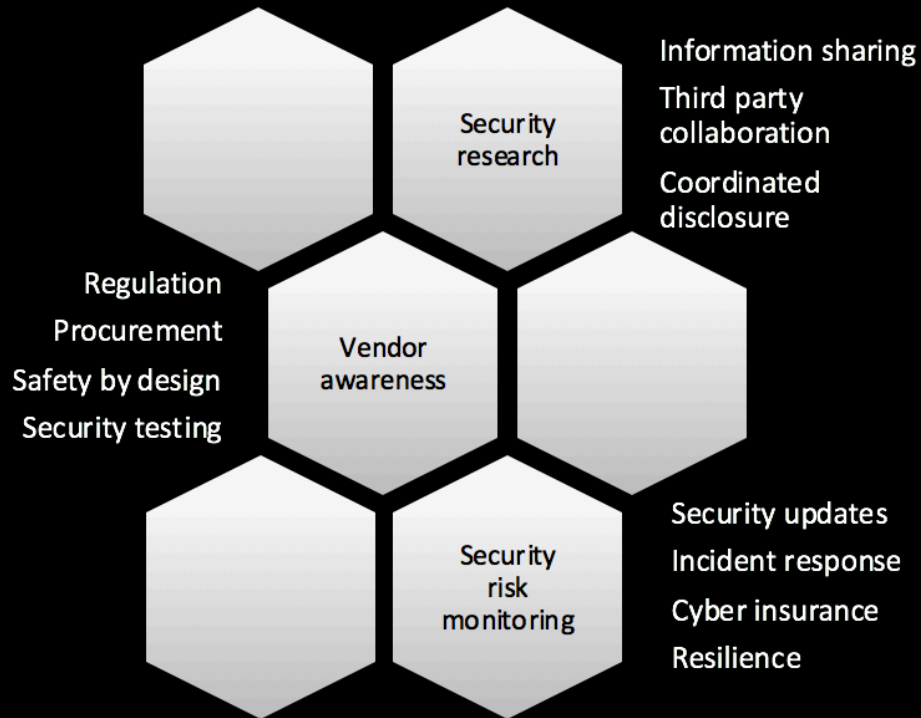 Security
research
Information sharing
Third party
collaboration
Coordinated
disclosure
Regulation
Procurement
Safety by design
Security testing
Vendor
awareness
Security
risk
monitoring
Security updates
Incident response
Cyber insurance
Resilience